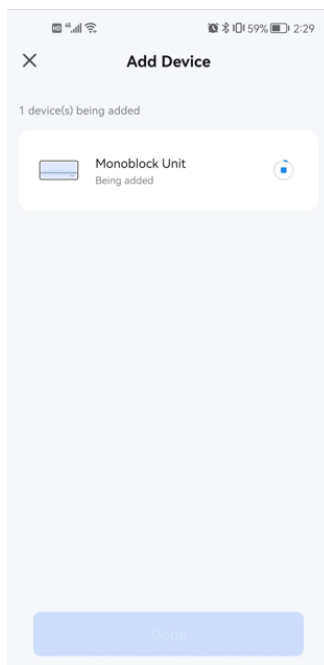 59% 2:29
Add Device
1 device(s) being added
Monoblock Unit
Being added
Done